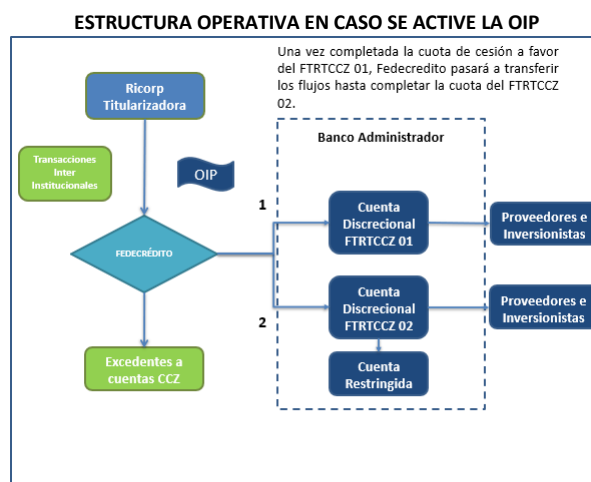 ESTRUCTURA OPERATIVA EN CASO SE ACTIVE LA OIP
Una vez completada la cuota de cesión a favor
del FTRTCCZ 01, Fedecredito pasará a transferir
los flujos hasta completar la cuota del FTRTCCZ
02.
Ricorp
Titularizadora
Banco Administrador
Transacciones
Inter
Institucionales
OIP
1
Cuenta
Discrecional
FTRTCCZ 01
Proveedores e
Inversionistas
FEDECRÉDITO
2
Cuenta
Discrecional
FTRTCCZ 02
Proveedores e
Inversionistas
Excedentes a
cuentas CCZ
Cuenta
Restringida